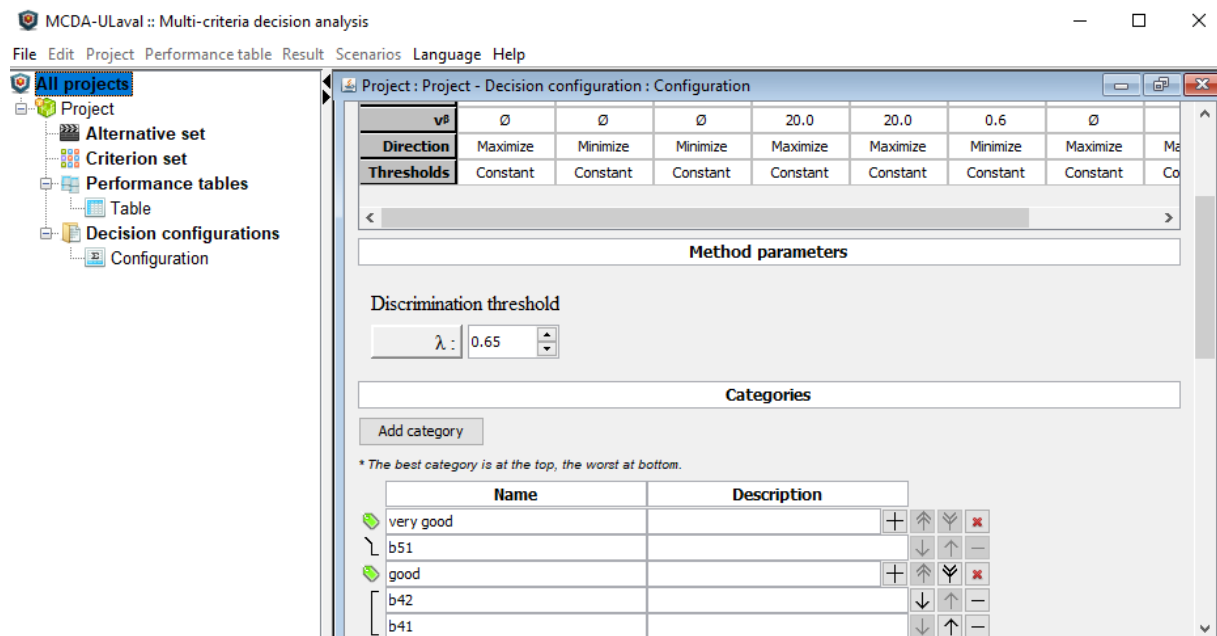 MCDA-ULaval :: Multi-criteria decision analysis
File Edit Project Performance table Result Scenarios Language Help
All projects
Project
Alternative set
Criterion set
Performance tables
Table
Decision configurations
Configuration
Project : Project - Decision configuration : Configuration
vᵝ Ø Ø Ø 20.0 20.0 0.6 Ø
Direction Maximize Minimize Minimize Maximize Maximize Minimize Maximize Ma
Thresholds Constant Constant Constant Constant Constant Constant Constant Co
Method parameters
Discrimination threshold
λ : 0.65
Categories
Add category
* The best category is at the top, the worst at bottom.
Name Description
very good
b51
good
b42
b41